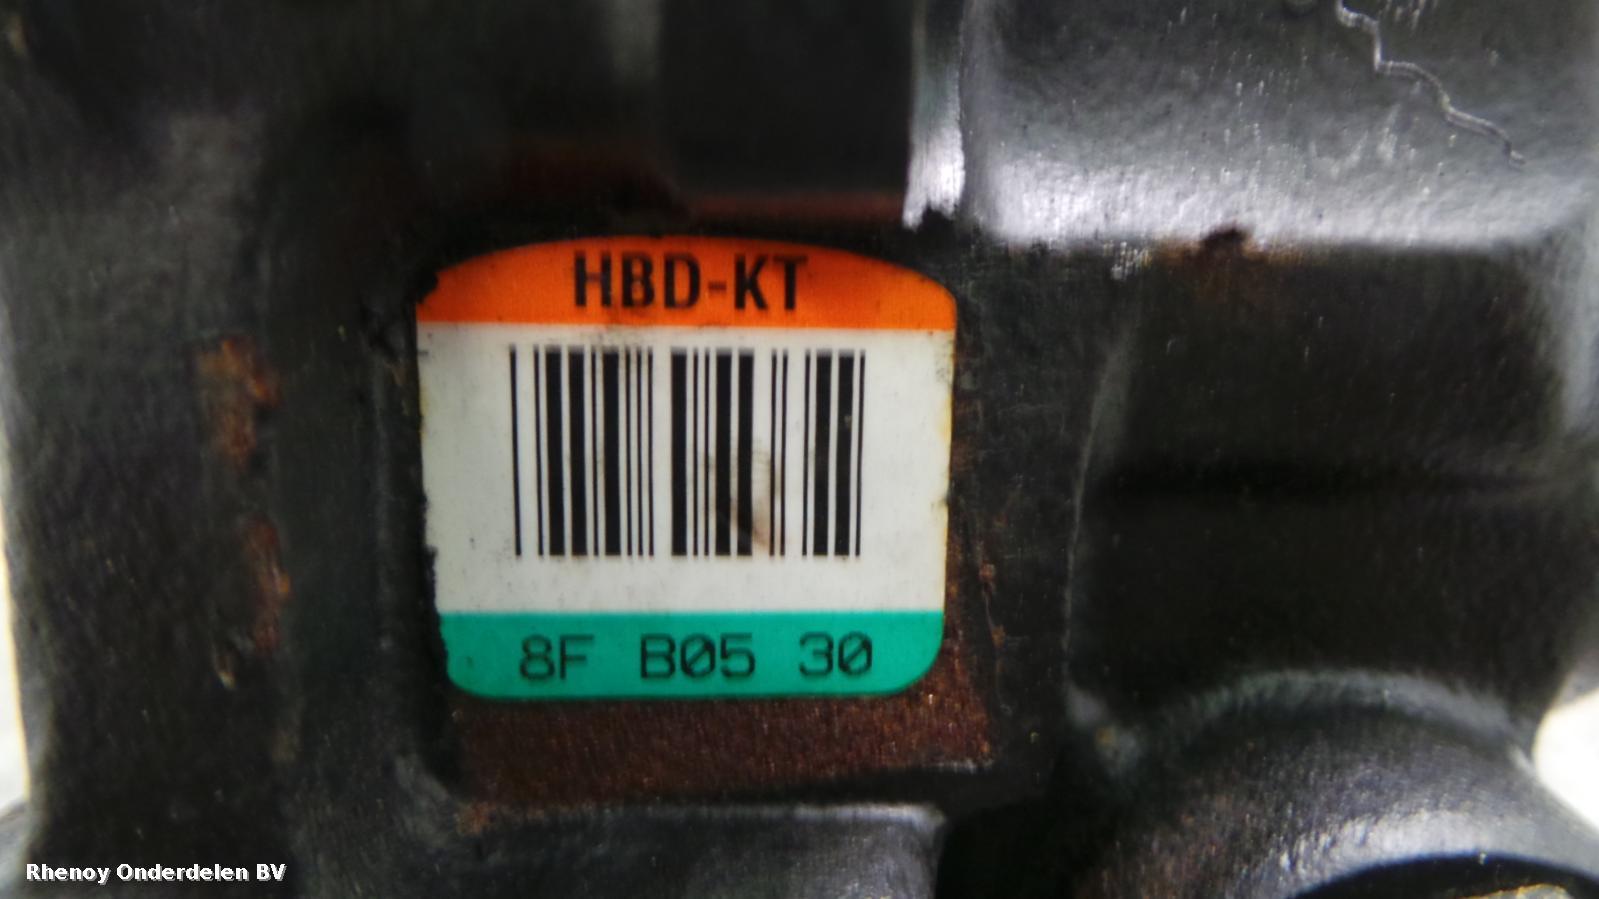 HBD-KT
8F B05 30
Rhenoy Onderdelen BV